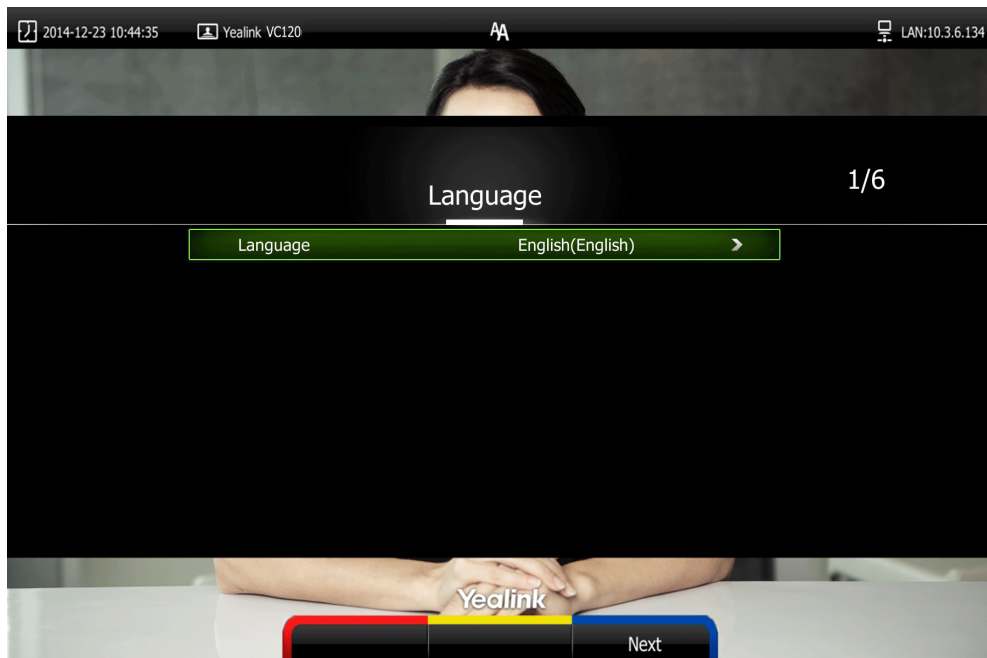 2014-12-23 10:44:35 Yealink VC120 AA LAN:10.3.6.134
1/6
Language
Language English(English)
Yealink
Next